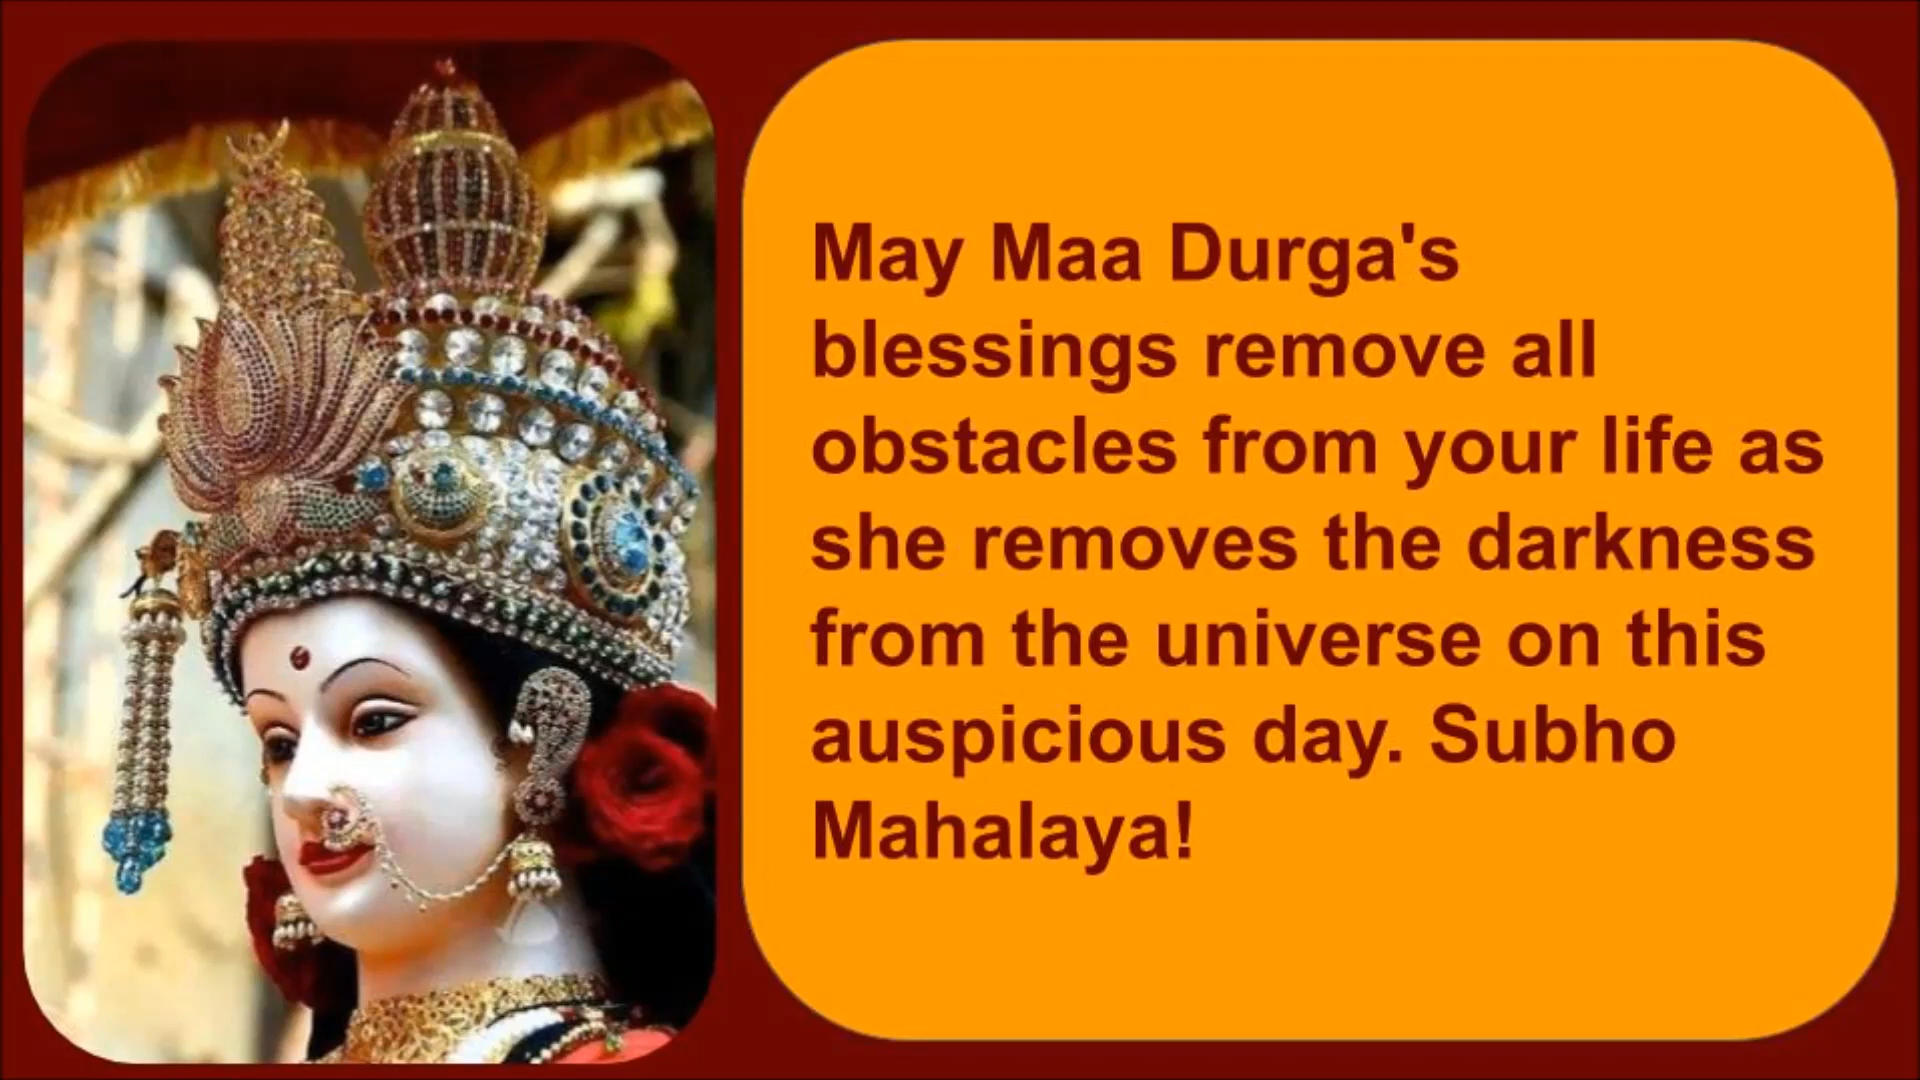 May Maa Durga's
blessings remove all
obstacles from your life as
she removes the darkness
from the universe on this
auspicious day. Subho
Mahalaya!